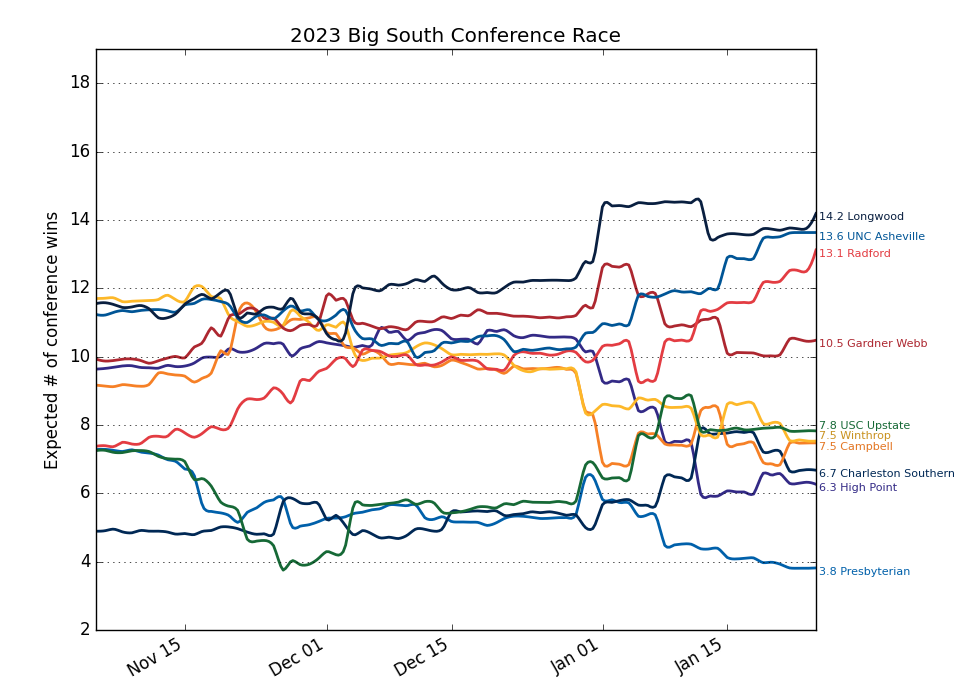 2023 Big South Conference Race
Expected # of conference wins
18
16
14
12
10
8
6
4
2
Nov 15
Dec 01
Dec 15
Jan 01
Jan 15
14.2 Longwood
13.6 UNC Asheville
13.1 Radford
10.5 Gardner Webb
7.8 USC Upstate
7.5 Winthrop
7.5 Campbell
6.7 Charleston Southern
6.3 High Point
3.8 Presbyterian